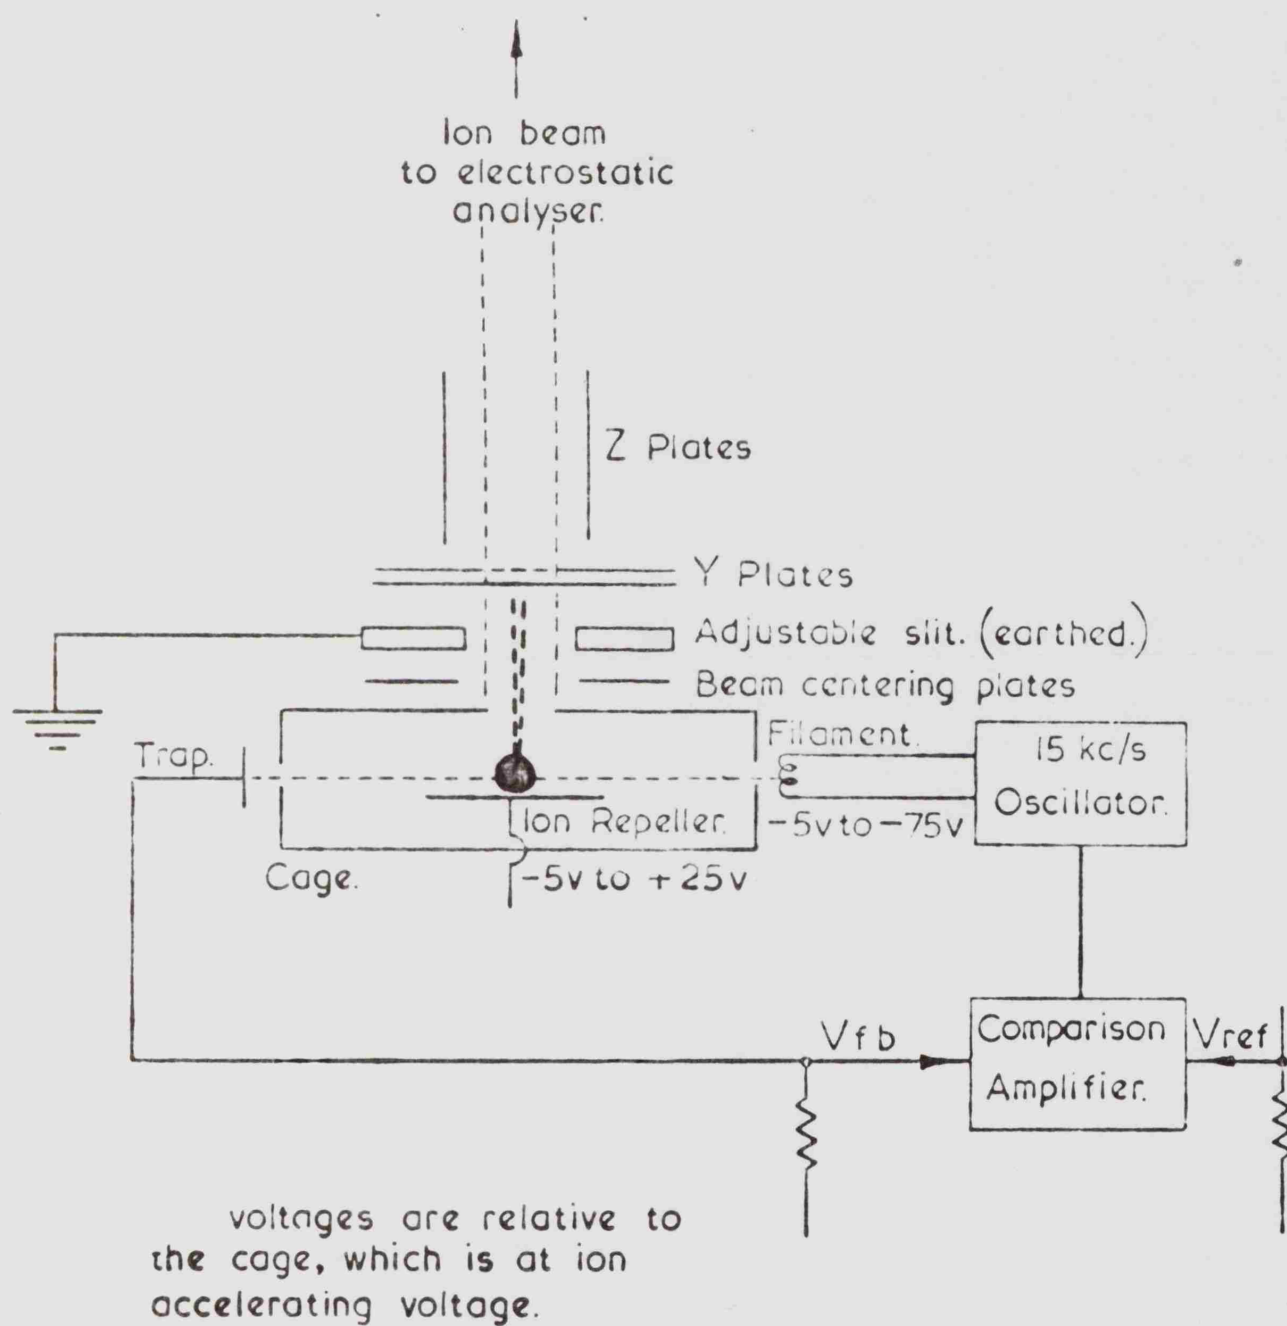 Ion beam
to electrostatic
analyser.
Z Plates
Y Plates
Adjustable slit. (earthed.)
Beam centering plates
Trap.
Filament.
15 kc/s
Oscillator.
Ion Repeller.
-5v to -75v
Cage.
-5v to +25v
Vfb
Comparison
Amplifier.
Vref
voltages are relative to
the cage, which is at ion
accelerating voltage.